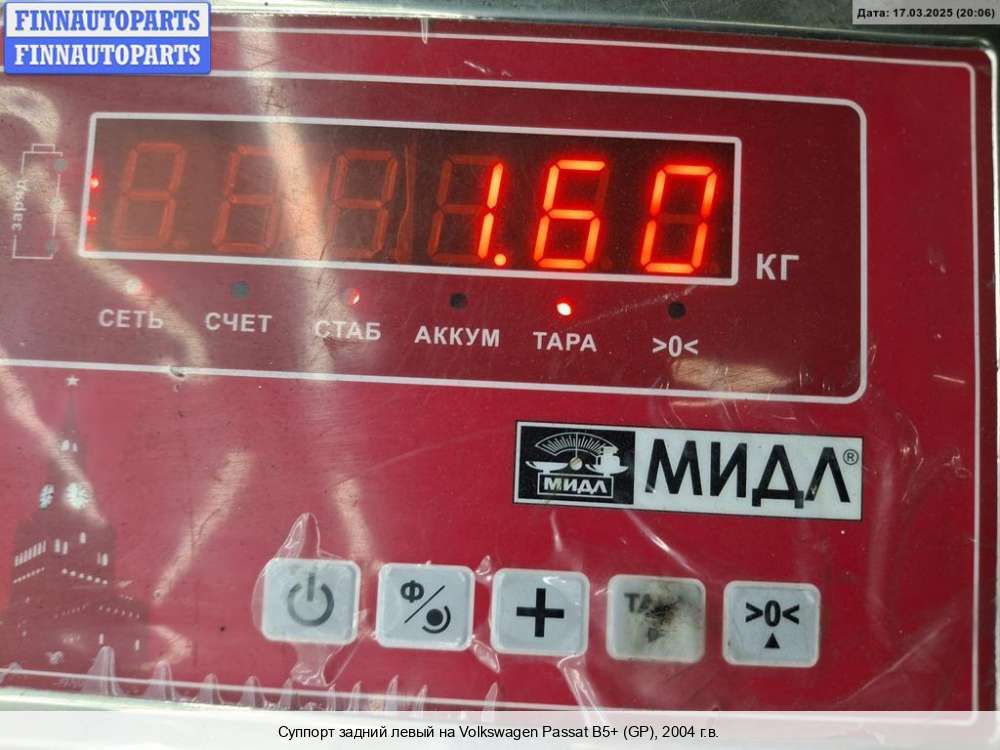 FINNAUTOPARTS
FINNAUTOPARTS
Дата: 17.03.2025 (20:06)
заряд
1.60
КГ
СЕТЬ СЧЕТ СТАБ АККУМ ТАРА >0<
МИДЛ
МИДЛ®
Ф
+
>0<
Суппорт задний левый на Volkswagen Passat B5+ (GP), 2004 г.в.